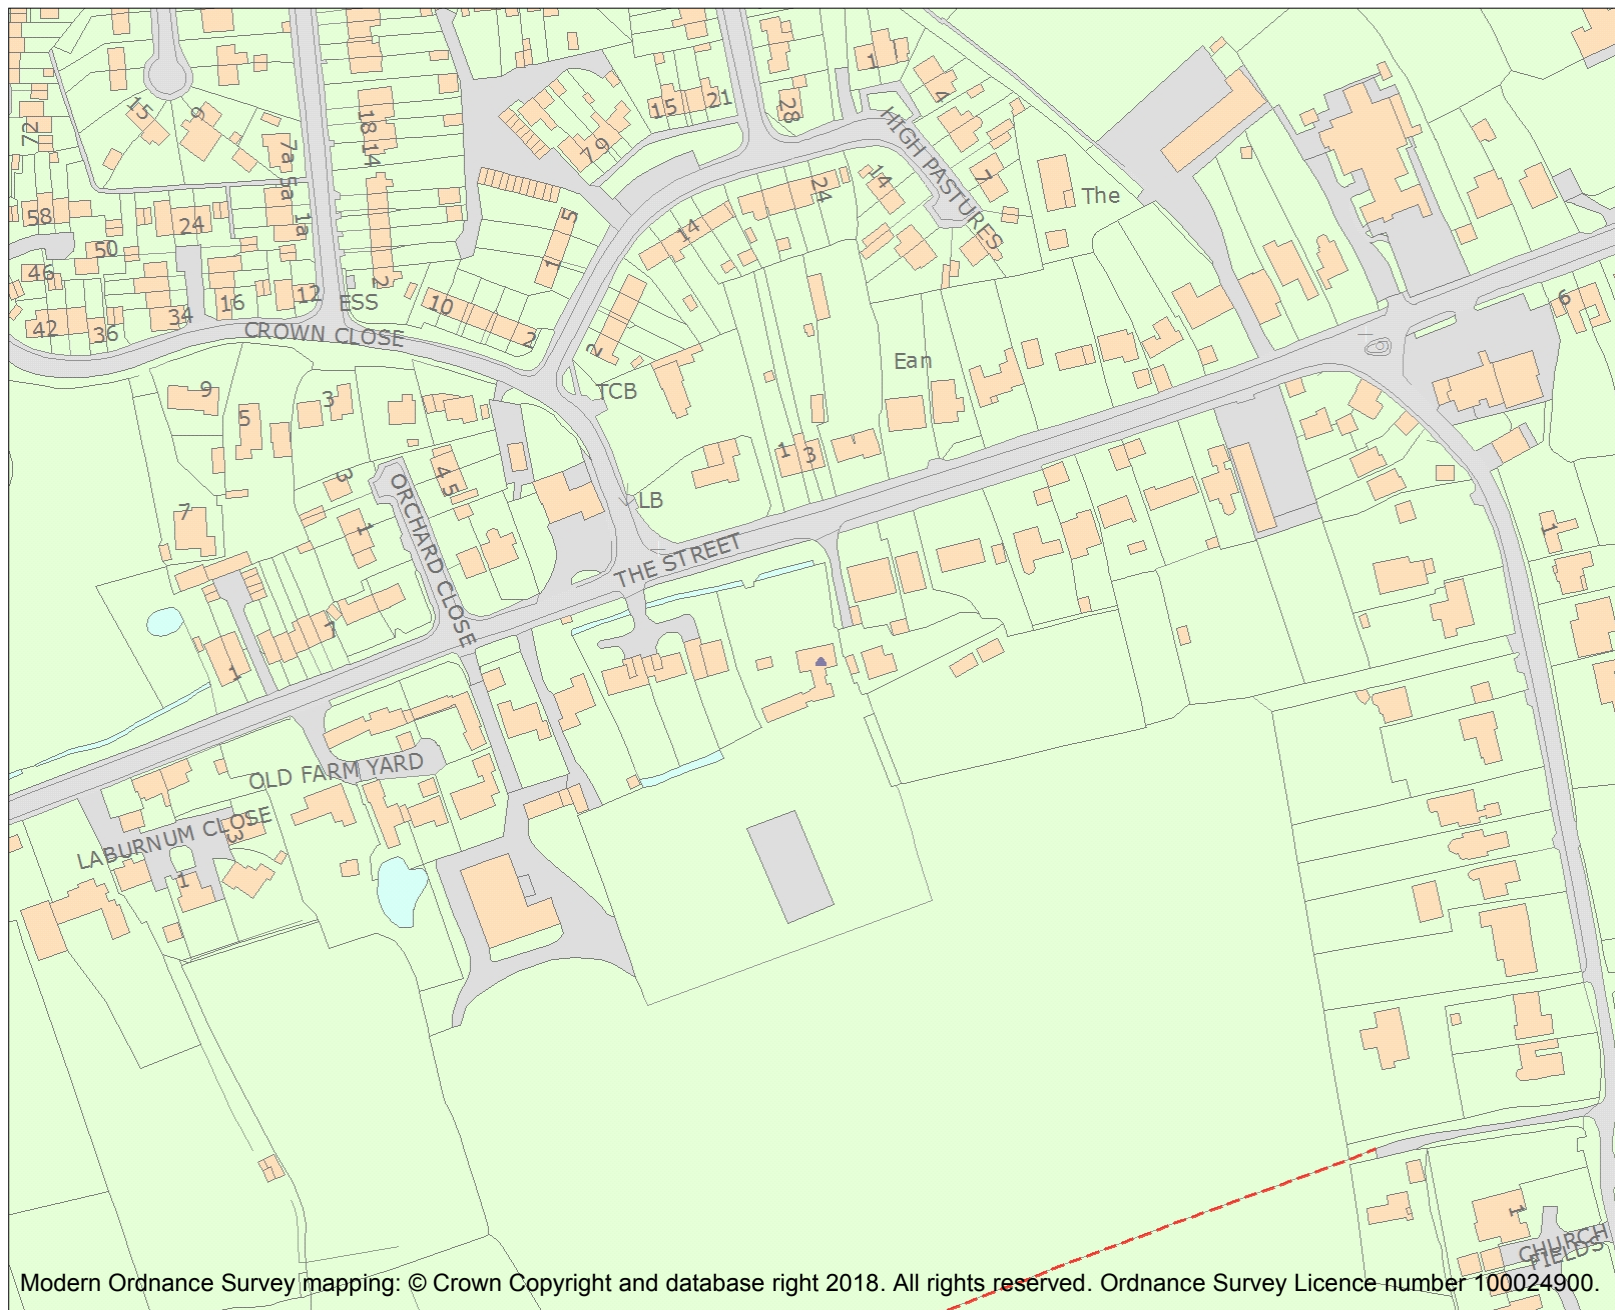 1
15
21
28
4
HIGH PASTURES
15
9
72
18
14
7a
7 9
5a
14
7
24
The
58
24
1a
5
14
50
46
1
2
12
16
10
ESS
34
42
36
CROWN CLOSE
2
2
6
Ean
9
TCB
3
5
1
3
3
4 5
ORCHARD CLOSE
LB
7
1
1
THE STREET
7
1
OLD FARM YARD
LABURNUM CLOSE
3
1
1
CHURCH
FIELDS
Modern Ordnance Survey mapping: © Crown Copyright and database right 2018. All rights reserved. Ordnance Survey Licence number 100024900.